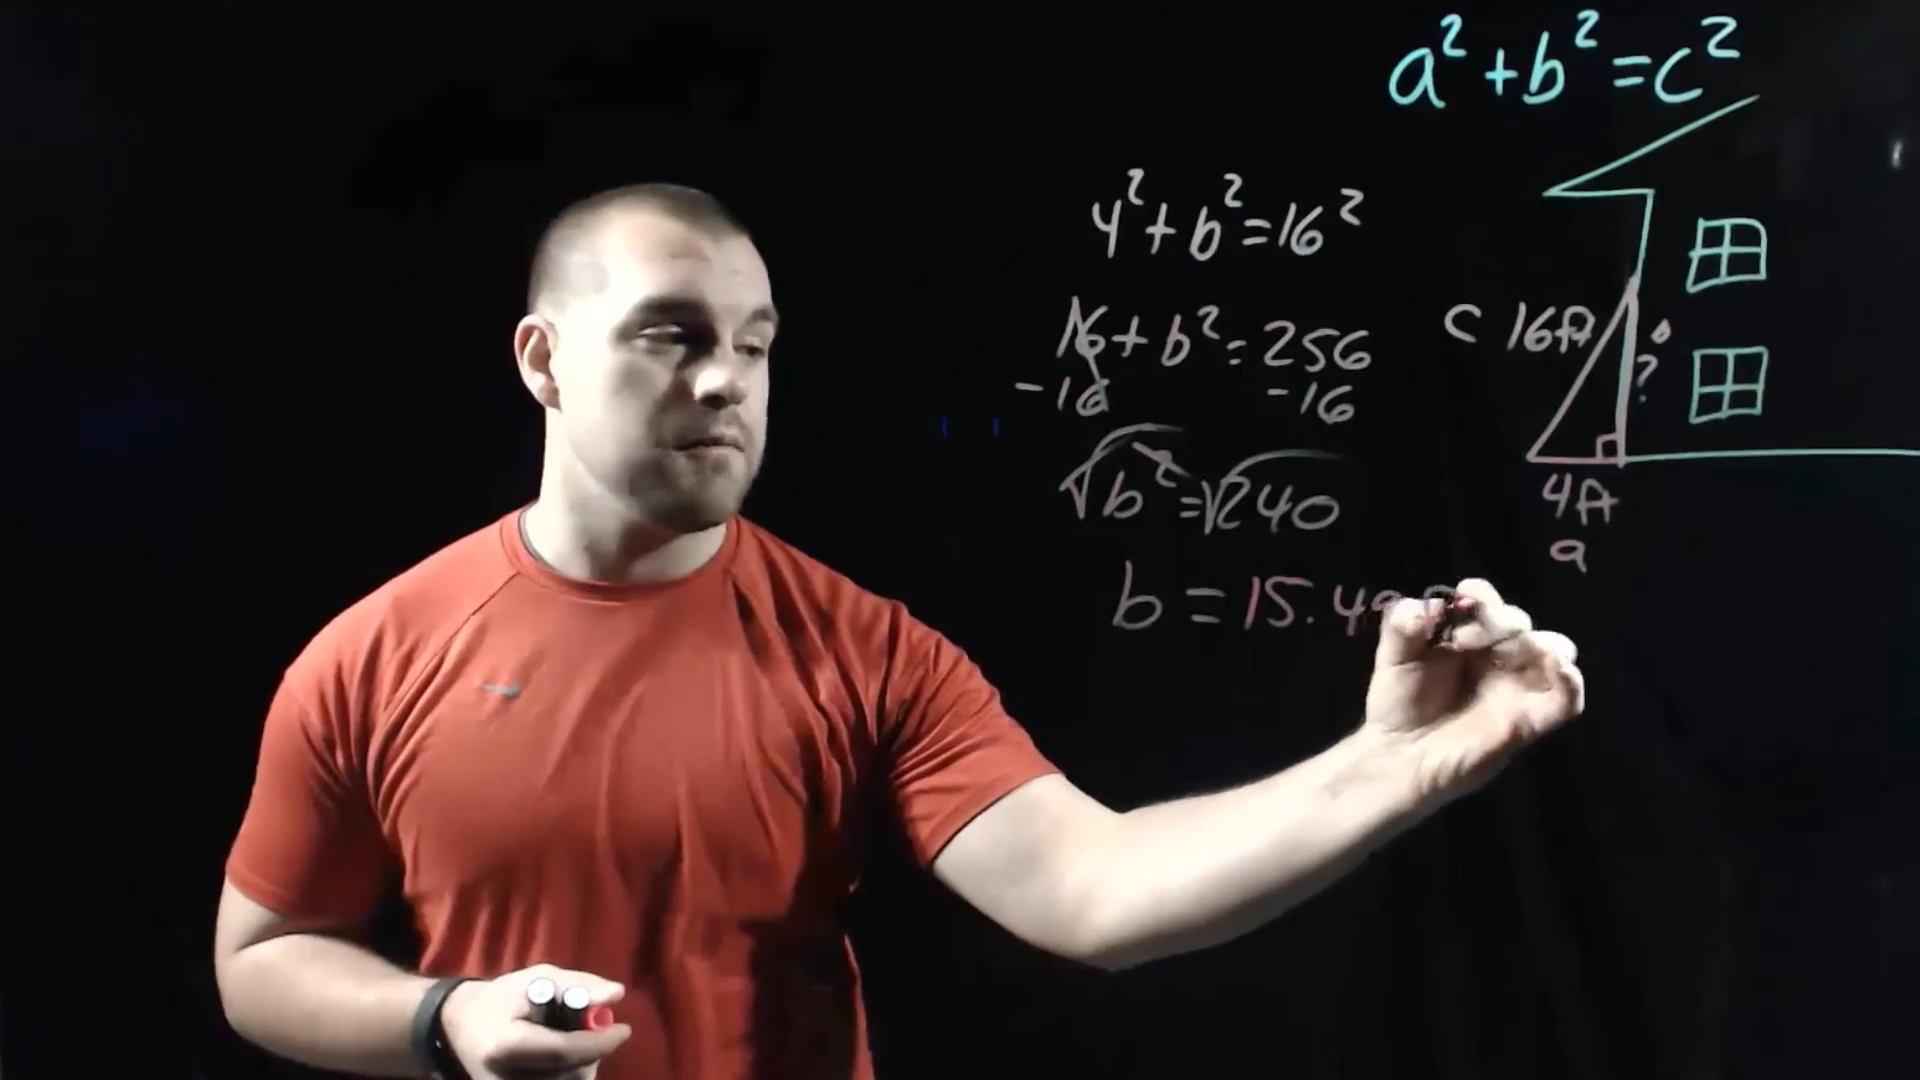 a² + b² = c²
4² + b² = 16²
16 + b² = 256
-16 -16
√b² = √240
b = 15.49
c 16ft
b
?
4ft
a